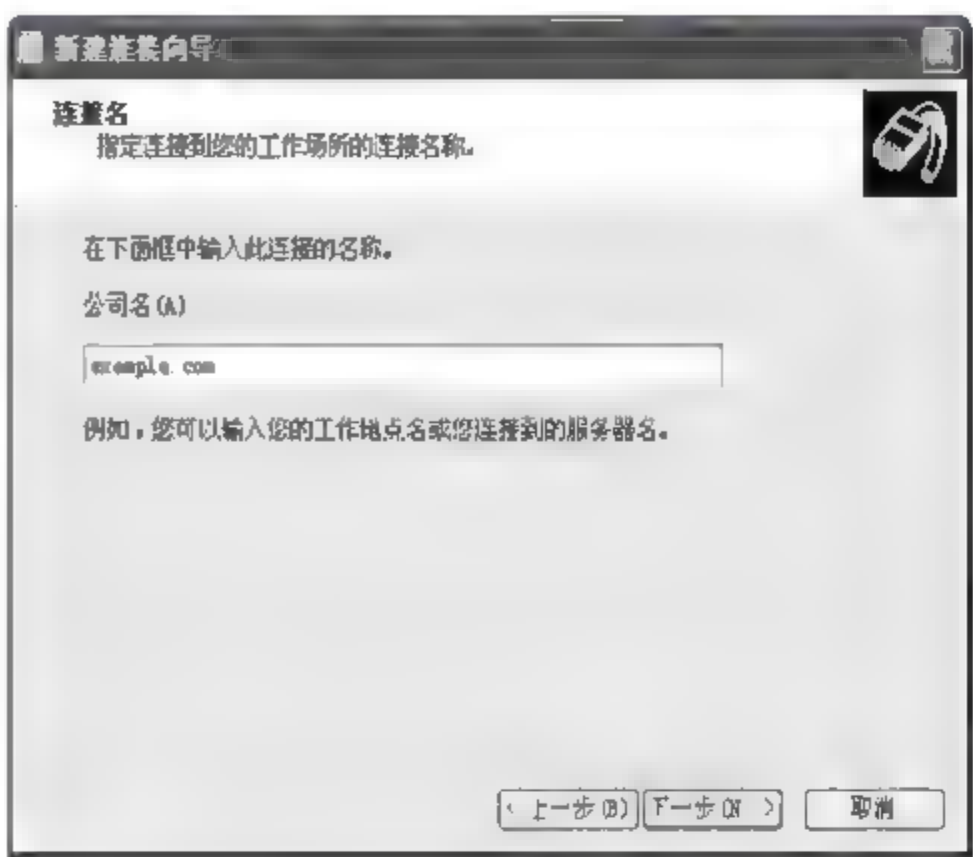 新建连接向导
连接名
指定连接到您的工作场所的连接名称。
在下面框中输入此连接的名称。
公司名(A)
example.com
例如，您可以输入您的工作地点名或您连接到的服务器名。
< 上一步(B) 下一步(N) > 取消